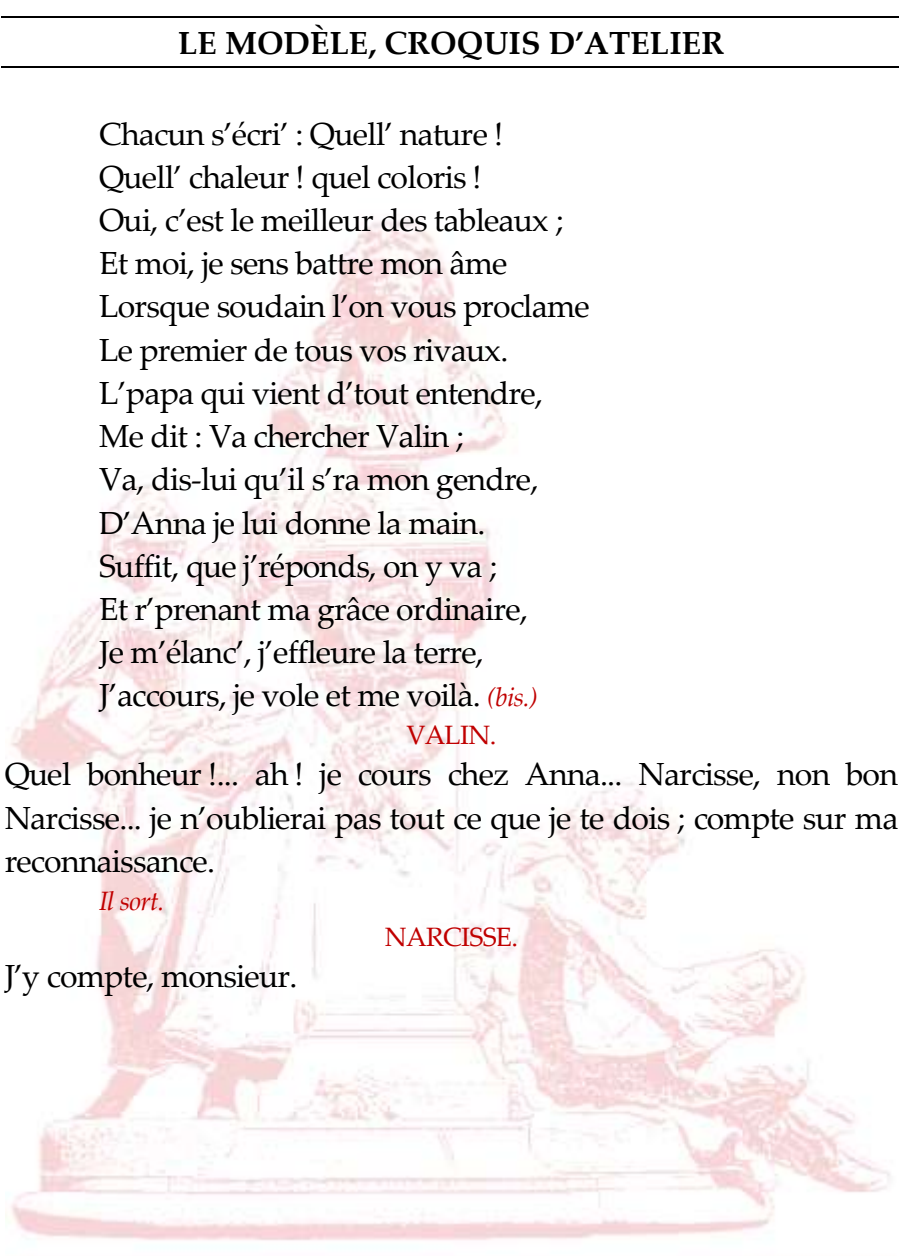 LE MODÈLE, CROQUIS D’ATELIER
Chacun s’écri’ : Quell’ nature !
Quell’ chaleur ! quel coloris !
Oui, c’est le meilleur des tableaux ;
Et moi, je sens battre mon âme
Lorsque soudain l’on vous proclame
Le premier de tous vos rivaux.
L’papa qui vient d’tout entendre,
Me dit : Va chercher Valin ;
Va, dis-lui qu’il s’ra mon gendre,
D’Anna je lui donne la main.
Suffit, que j’réponds, on y va ;
Et r’prenant ma grâce ordinaire,
Je m’élanc’, j’effleure la terre,
J’accours, je vole et me voilà. (bis.)
VALIN.
Quel bonheur !... ah ! je cours chez Anna... Narcisse, non bon
Narcisse... je n’oublierai pas tout ce que je te dois ; compte sur ma
reconnaissance.
Il sort.
NARCISSE.
J’y compte, monsieur.